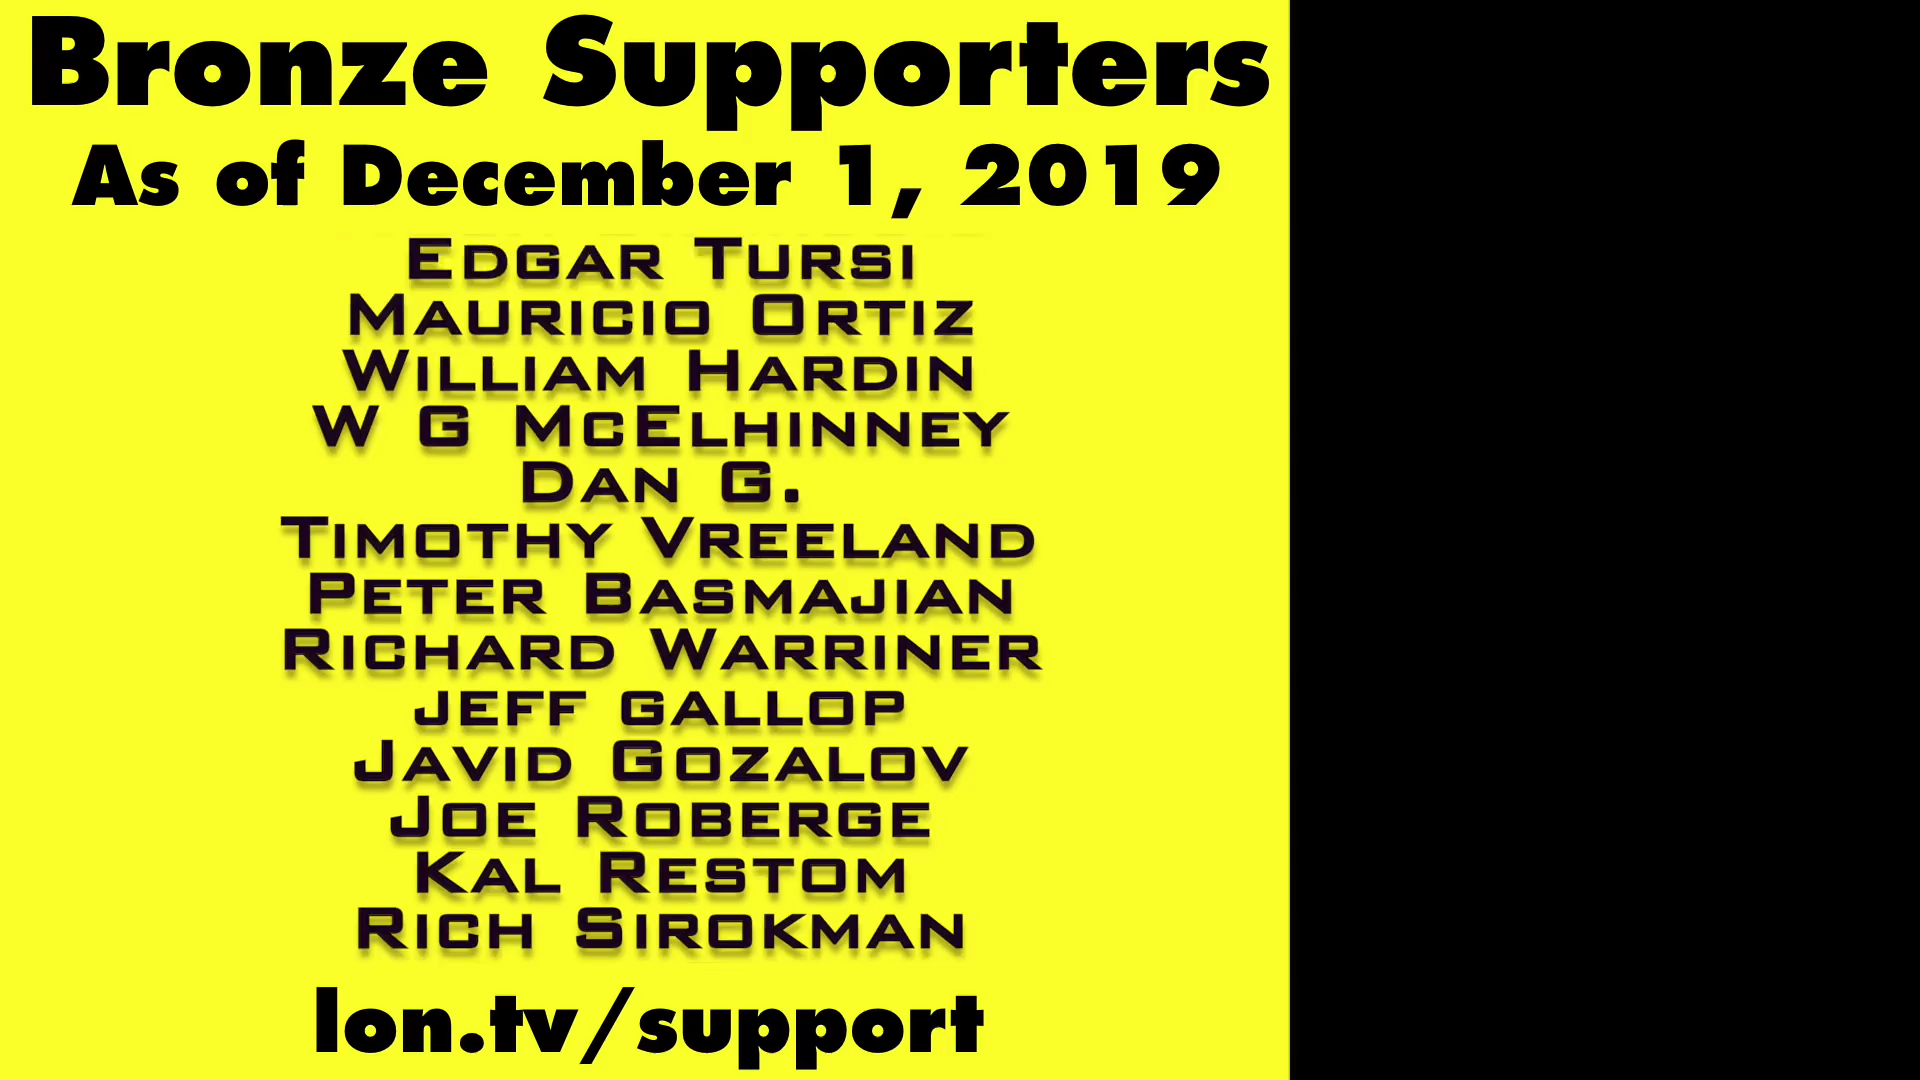 Bronze Supporters
As of December 1, 2019
Edgar Tursi
Mauricio Ortiz
William Hardin
W G McElhinney
Dan G.
Timothy Vreeland
Peter Basmajian
Richard Warriner
jeff gallop
Javid Gozalov
Joe Roberge
Kal Restom
Rich Sirokman
lon.tv/support